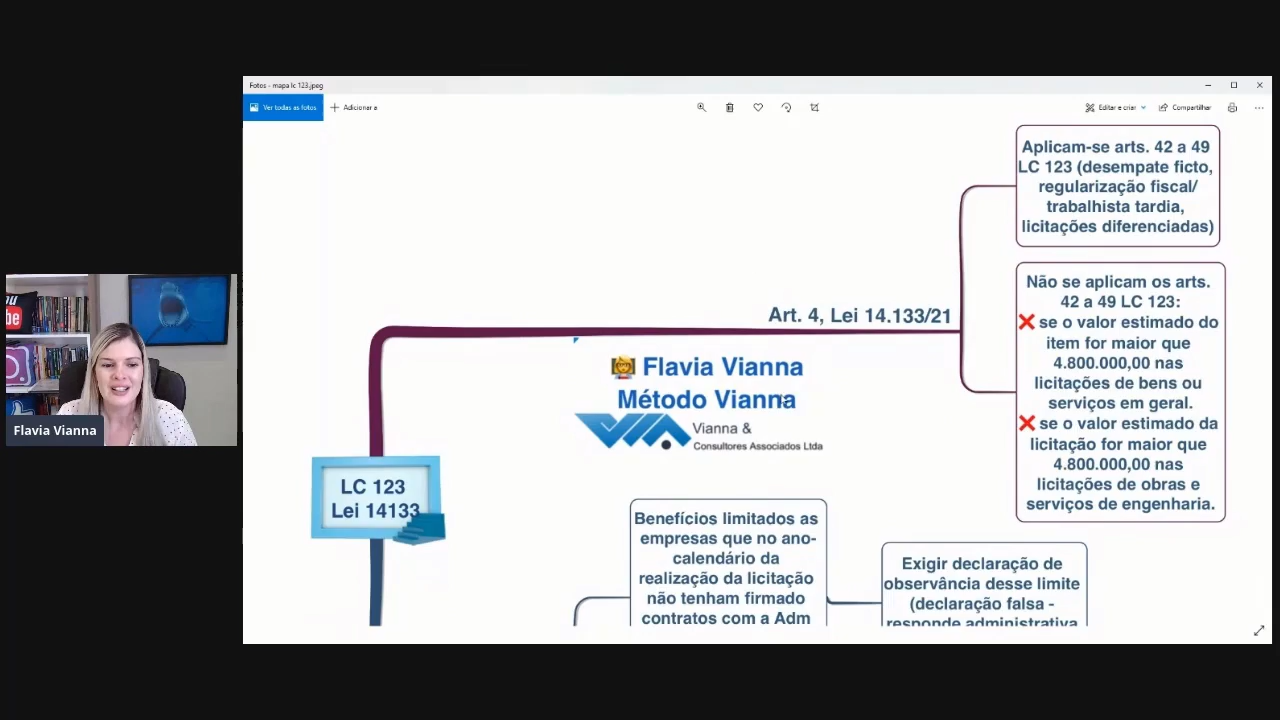 Fotos - mapa lc 123.jpeg
Ver todas as fotos
Adicionar a
Editar e criar
Compartilhar
Aplicam-se arts. 42 a 49
LC 123 (desempate ficto,
regularização fiscal/
trabalhista tardia,
licitações diferenciadas)
Não se aplicam os arts.
42 a 49 LC 123:
❌ se o valor estimado do
item for maior que
4.800.000,00 nas
licitações de bens ou
serviços em geral.
❌ se o valor estimado da
licitação for maior que
4.800.000,00 nas
licitações de obras e
serviços de engenharia.
Art. 4, Lei 14.133/21
Flavia Vianna
Método Vianna
Vianna &
Consultores Associados Ltda
LC 123
Lei 14133
Benefícios limitados as
empresas que no ano-
calendário da
realização da licitação
não tenham firmado
contratos com a Adm
Exigir declaração de
observância desse limite
(declaração falsa -
responde administrativa
Flavia Vianna